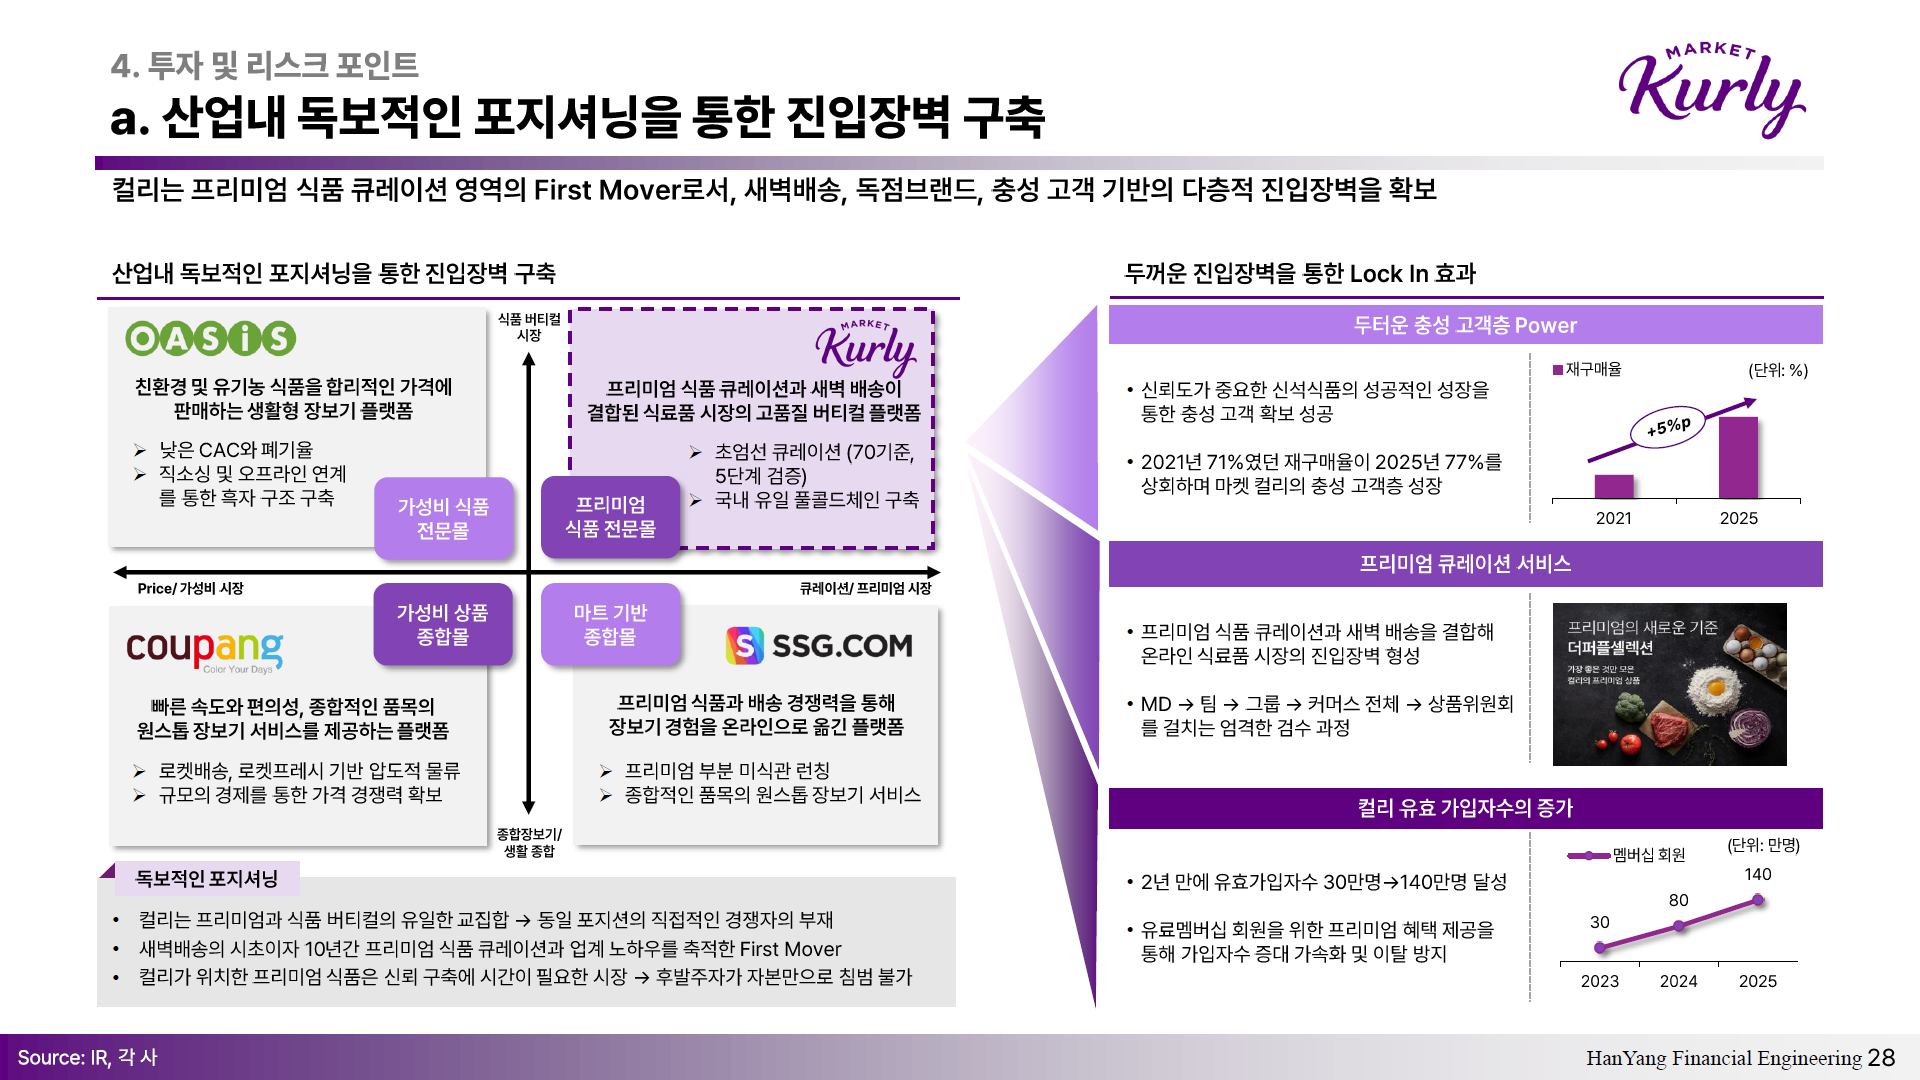 4. 투자 및 리스크 포인트
a. 산업내 독보적인 포지셔닝을 통한 진입장벽 구축
MARKET
Kurly
컬리는 프리미엄 식품 큐레이션 영역의 First Mover로서, 새벽배송, 독점브랜드, 충성 고객 기반의 다층적 진입장벽을 확보
산업내 독보적인 포지셔닝을 통한 진입장벽 구축
OASiS
친환경 및 유기농 식품을 합리적인 가격에
판매하는 생활형 장보기 플랫폼
➢ 낮은 CAC와 폐기율
➢ 직소싱 및 오프라인 연계
를 통한 흑자 구조 구축
가성비 식품
전문몰
식품 버티컬
시장
MARKET
Kurly
프리미엄 식품 큐레이션과 새벽 배송이
결합된 식료품 시장의 고품질 버티컬 플랫폼
➢ 초엄선 큐레이션 (70기준,
5단계 검증)
➢ 국내 유일 풀콜드체인 구축
프리미엄
식품 전문몰
Price/ 가성비 시장
큐레이션/ 프리미엄 시장
가성비 상품
종합몰
마트 기반
종합몰
coupang
Color Your Days
빠른 속도와 편의성, 종합적인 품목의
원스톱 장보기 서비스를 제공하는 플랫폼
➢ 로켓배송, 로켓프레시 기반 압도적 물류
➢ 규모의 경제를 통한 가격 경쟁력 확보
S SSG.COM
프리미엄 식품과 배송 경쟁력을 통해
장보기 경험을 온라인으로 옮긴 플랫폼
➢ 프리미엄 부분 미식관 런칭
➢ 종합적인 품목의 원스톱 장보기 서비스
종합장보기/
생활 종합
독보적인 포지셔닝
• 컬리는 프리미엄과 식품 버티컬의 유일한 교집합 → 동일 포지션의 직접적인 경쟁자의 부재
• 새벽배송의 시초이자 10년간 프리미엄 식품 큐레이션과 업계 노하우를 축적한 First Mover
• 컬리가 위치한 프리미엄 식품은 신뢰 구축에 시간이 필요한 시장 → 후발주자가 자본만으로 침범 불가
두꺼운 진입장벽을 통한 Lock In 효과
두터운 충성 고객층 Power
• 신뢰도가 중요한 신석식품의 성공적인 성장을
통한 충성 고객 확보 성공
• 2021년 71%였던 재구매율이 2025년 77%를
상회하며 마켓 컬리의 충성 고객층 성장
재구매율
(단위: %)
+5%p
2021 2025
프리미엄 큐레이션 서비스
• 프리미엄 식품 큐레이션과 새벽 배송을 결합해
온라인 식료품 시장의 진입장벽 형성
• MD → 팀 → 그룹 → 커머스 전체 → 상품위원회
를 걸치는 엄격한 검수 과정
프리미엄의 새로운 기준
더퍼플셀렉션
가장 좋은 것만 모은
컬리의 프리미엄 상품
컬리 유효 가입자수의 증가
• 2년 만에 유효가입자수 30만명→140만명 달성
• 유료멤버십 회원을 위한 프리미엄 혜택 제공을
통해 가입자수 증대 가속화 및 이탈 방지
멤버십 회원
(단위: 만명)
30 80 140
2023 2024 2025
Source: IR, 각 사
HanYang Financial Engineering 28